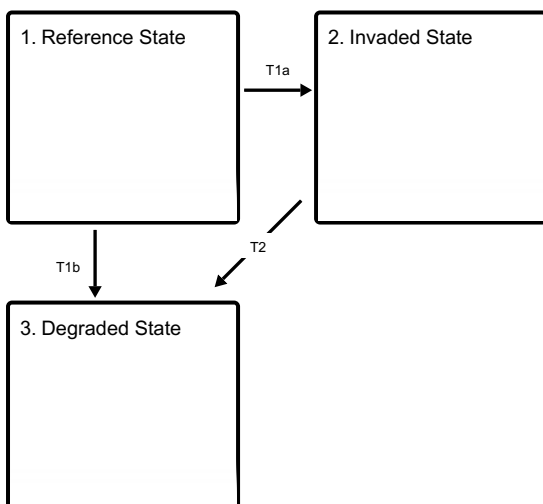 1. Reference State
2. Invaded State
T1a
T2
T1b
3. Degraded State